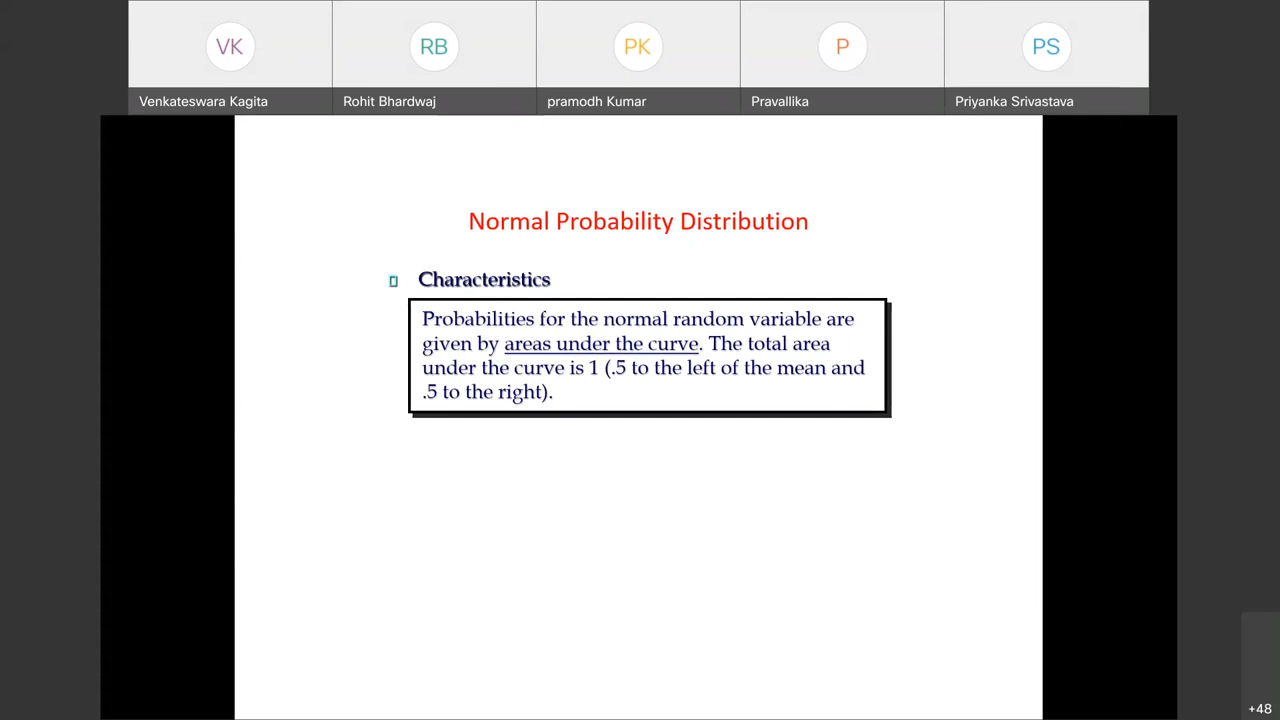 VK
RB
PK
P
PS
Venkateswara Kagita
Rohit Bhardwaj
pramodh Kumar
Pravallika
Priyanka Srivastava
Normal Probability Distribution
Characteristics
Probabilities for the normal random variable are
given by areas under the curve. The total area
under the curve is 1 (.5 to the left of the mean and
.5 to the right).
+48